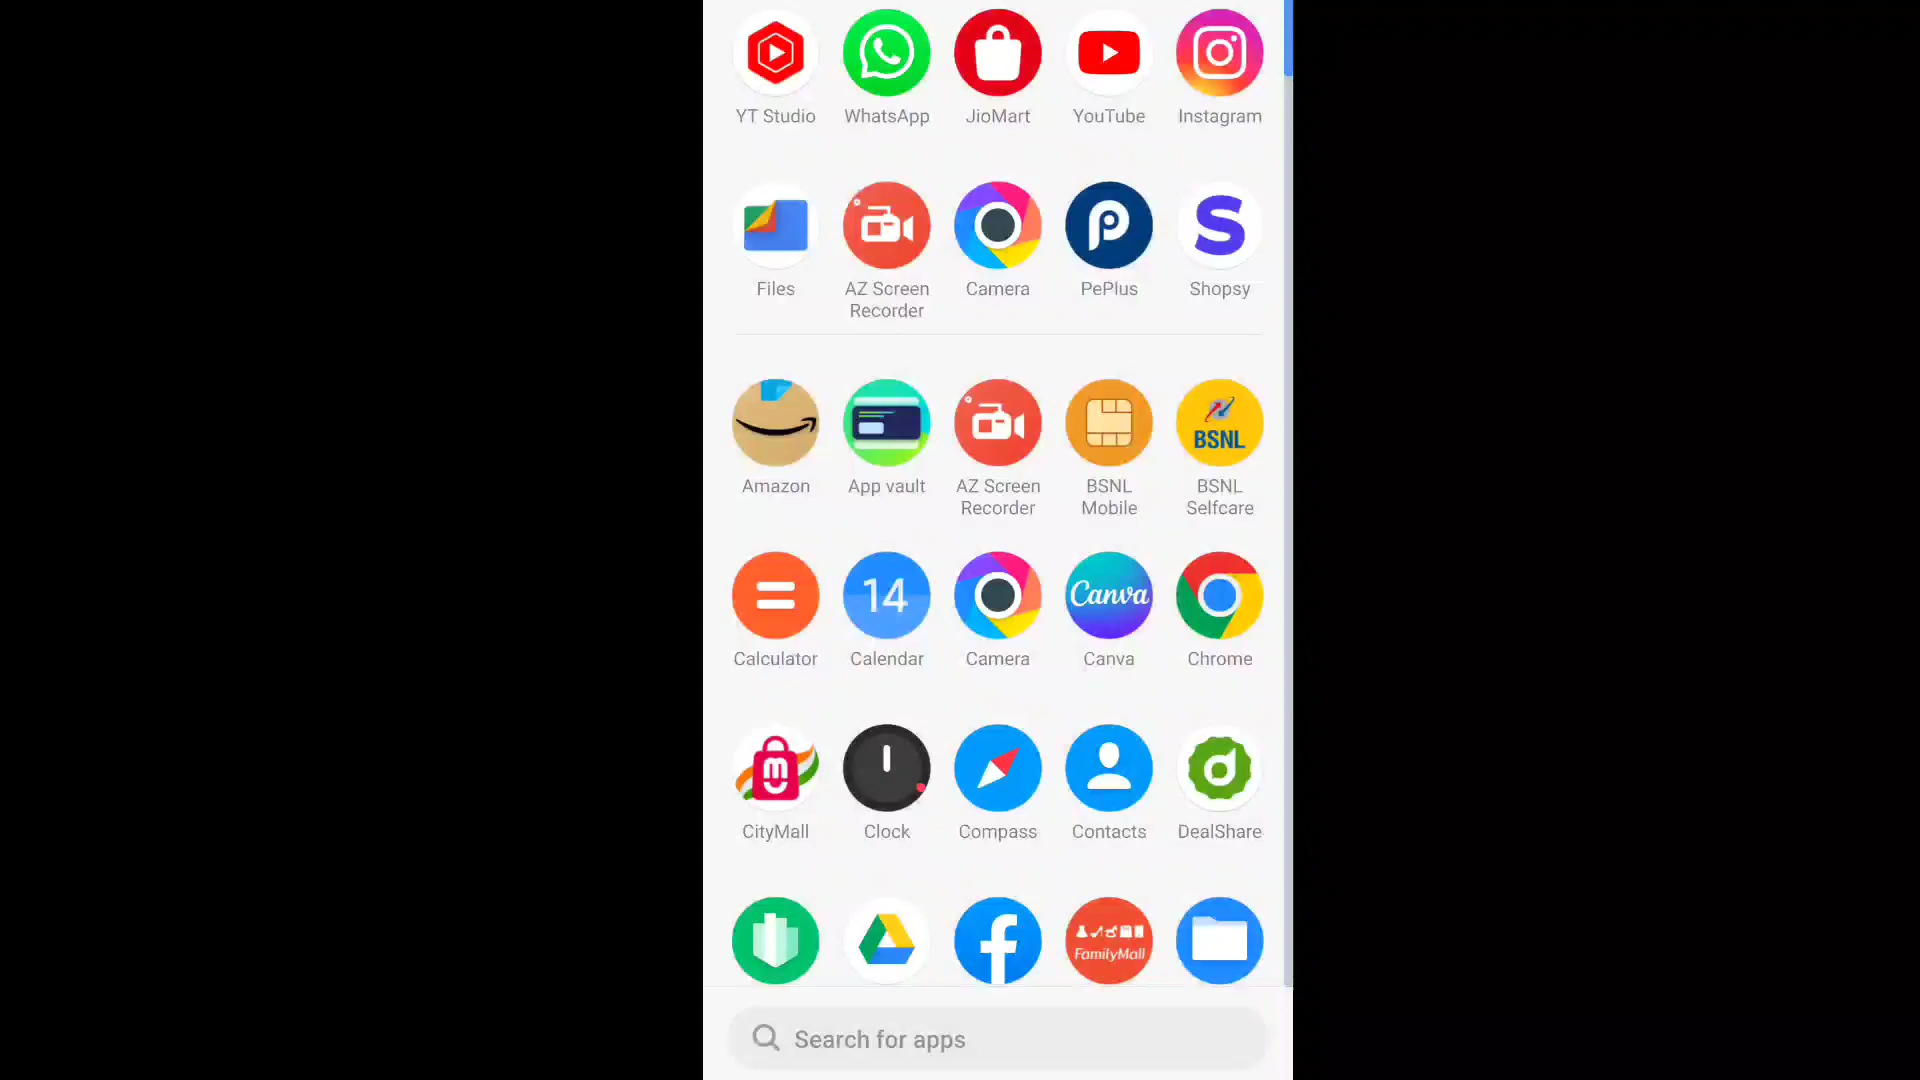 YT Studio WhatsApp JioMart YouTube Instagram
Files AZ Screen Camera PePlus Shopsy
Recorder
BSNL
Amazon App vault AZ Screen BSNL BSNL
Recorder Mobile Selfcare
14 Canva
Calculator Calendar Camera Canva Chrome
m d
CityMall Clock Compass Contacts DealShare
FamilyMall
Search for apps